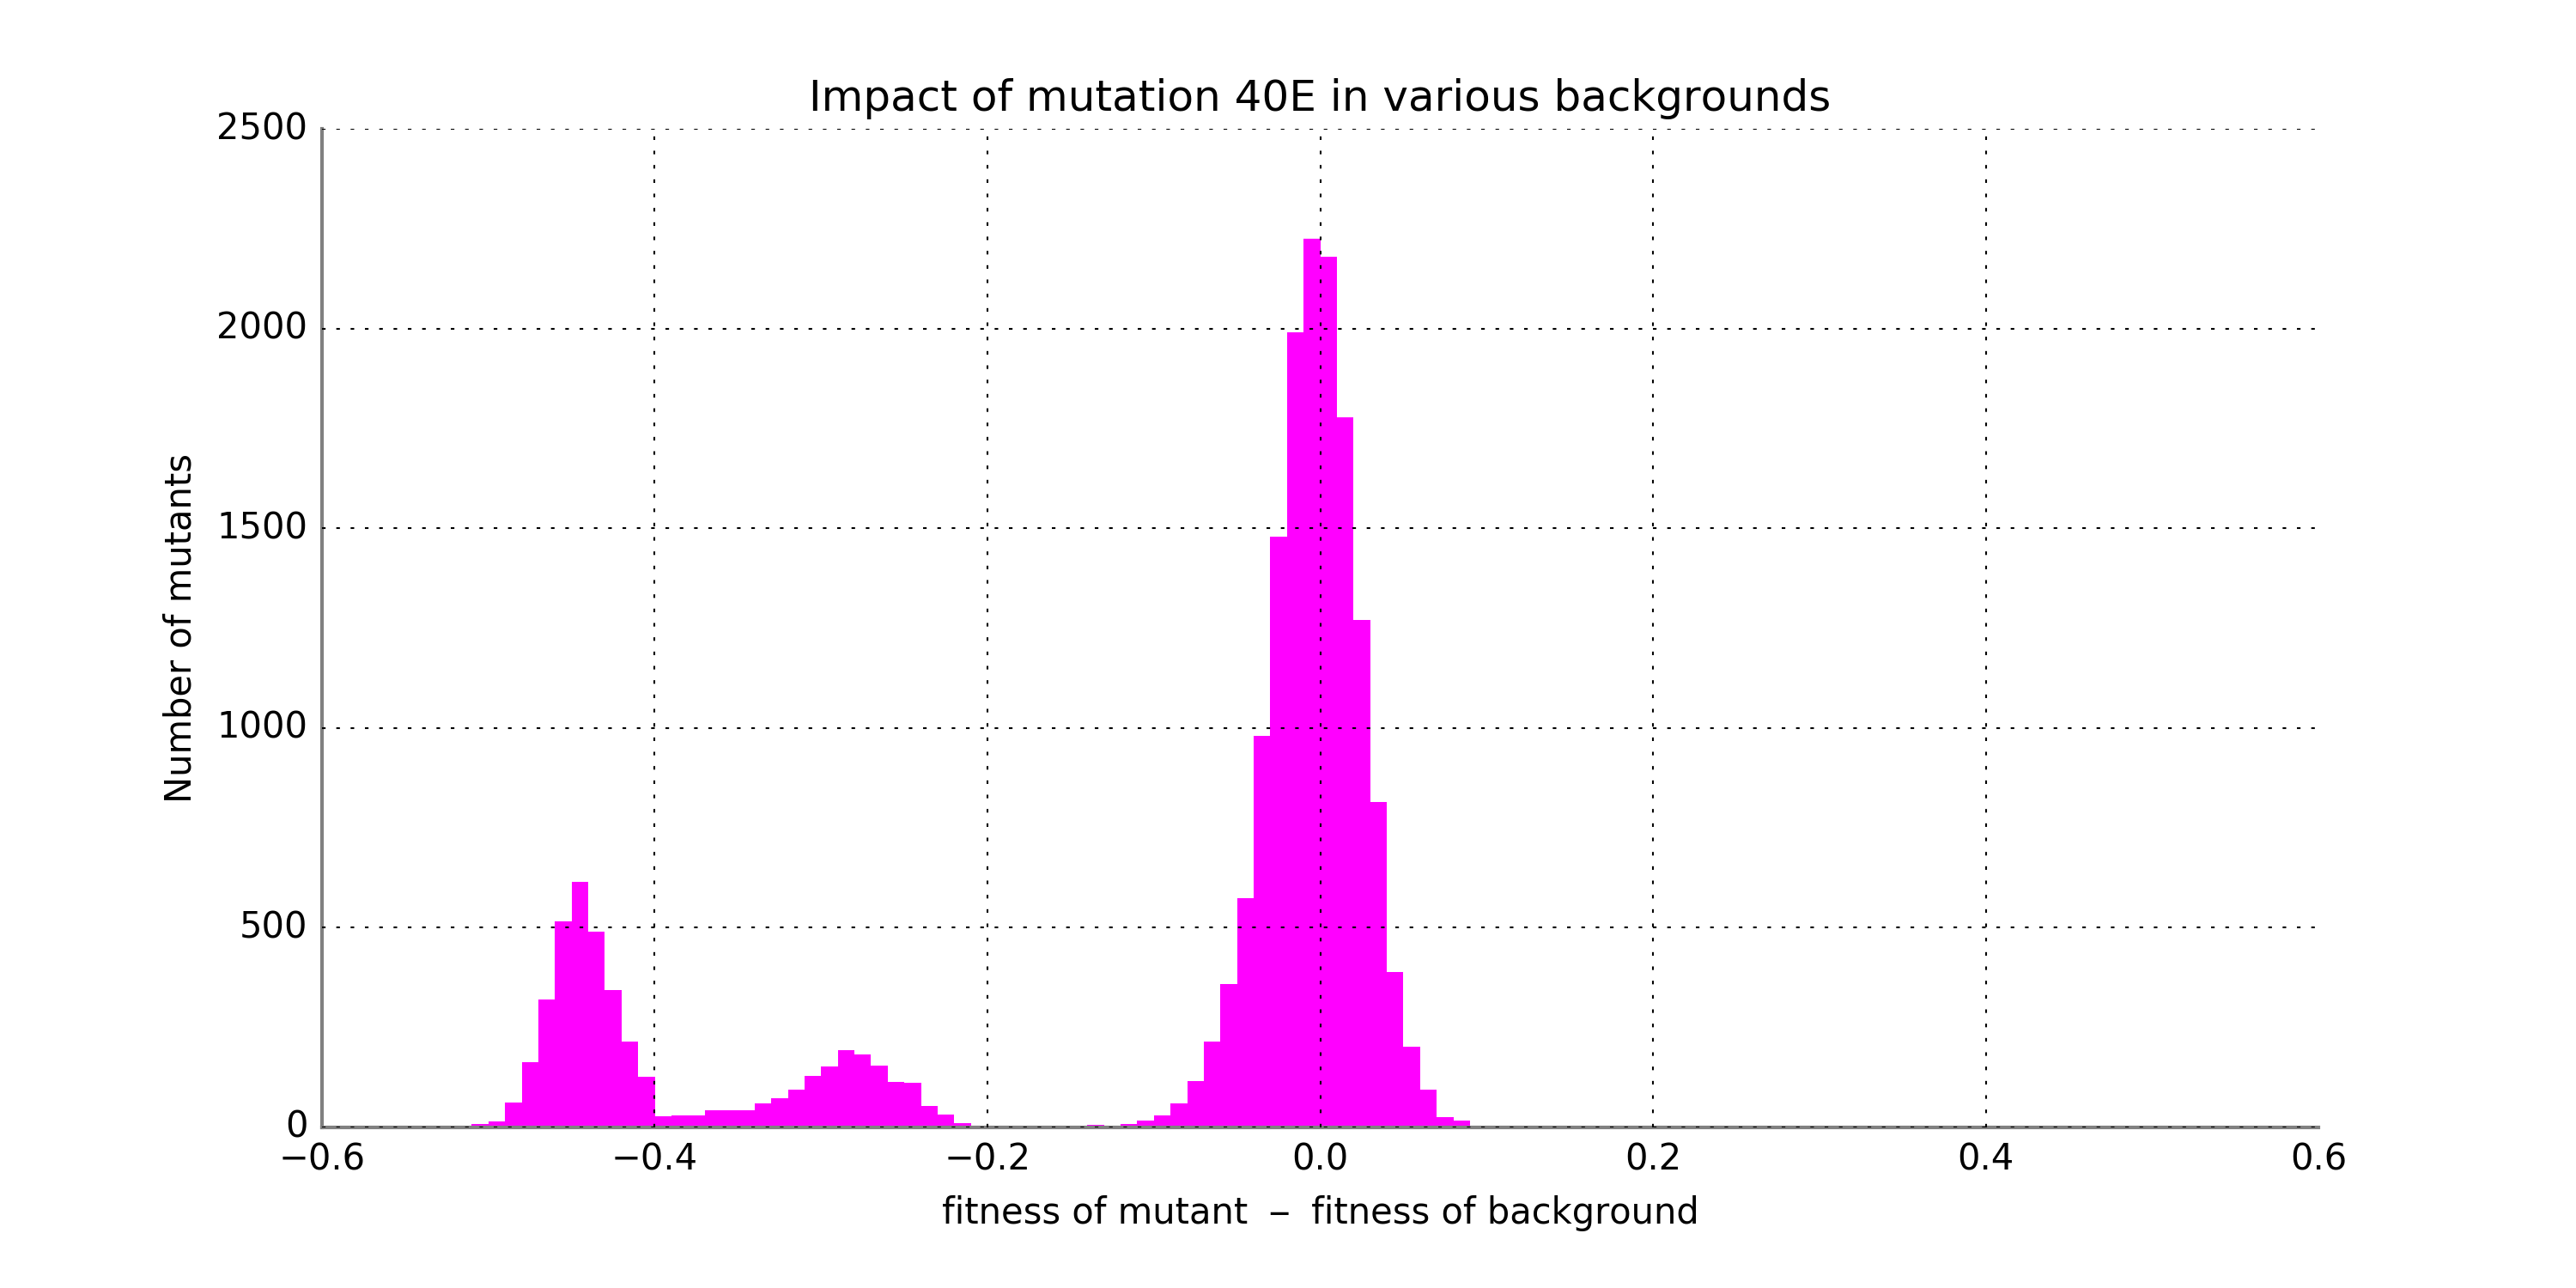 Impact of mutation 40E in various backgrounds
2500
2000
1500
1000
500
0
Number of mutants
−0.6 −0.4 −0.2 0.0 0.2 0.4 0.6
fitness of mutant − fitness of background